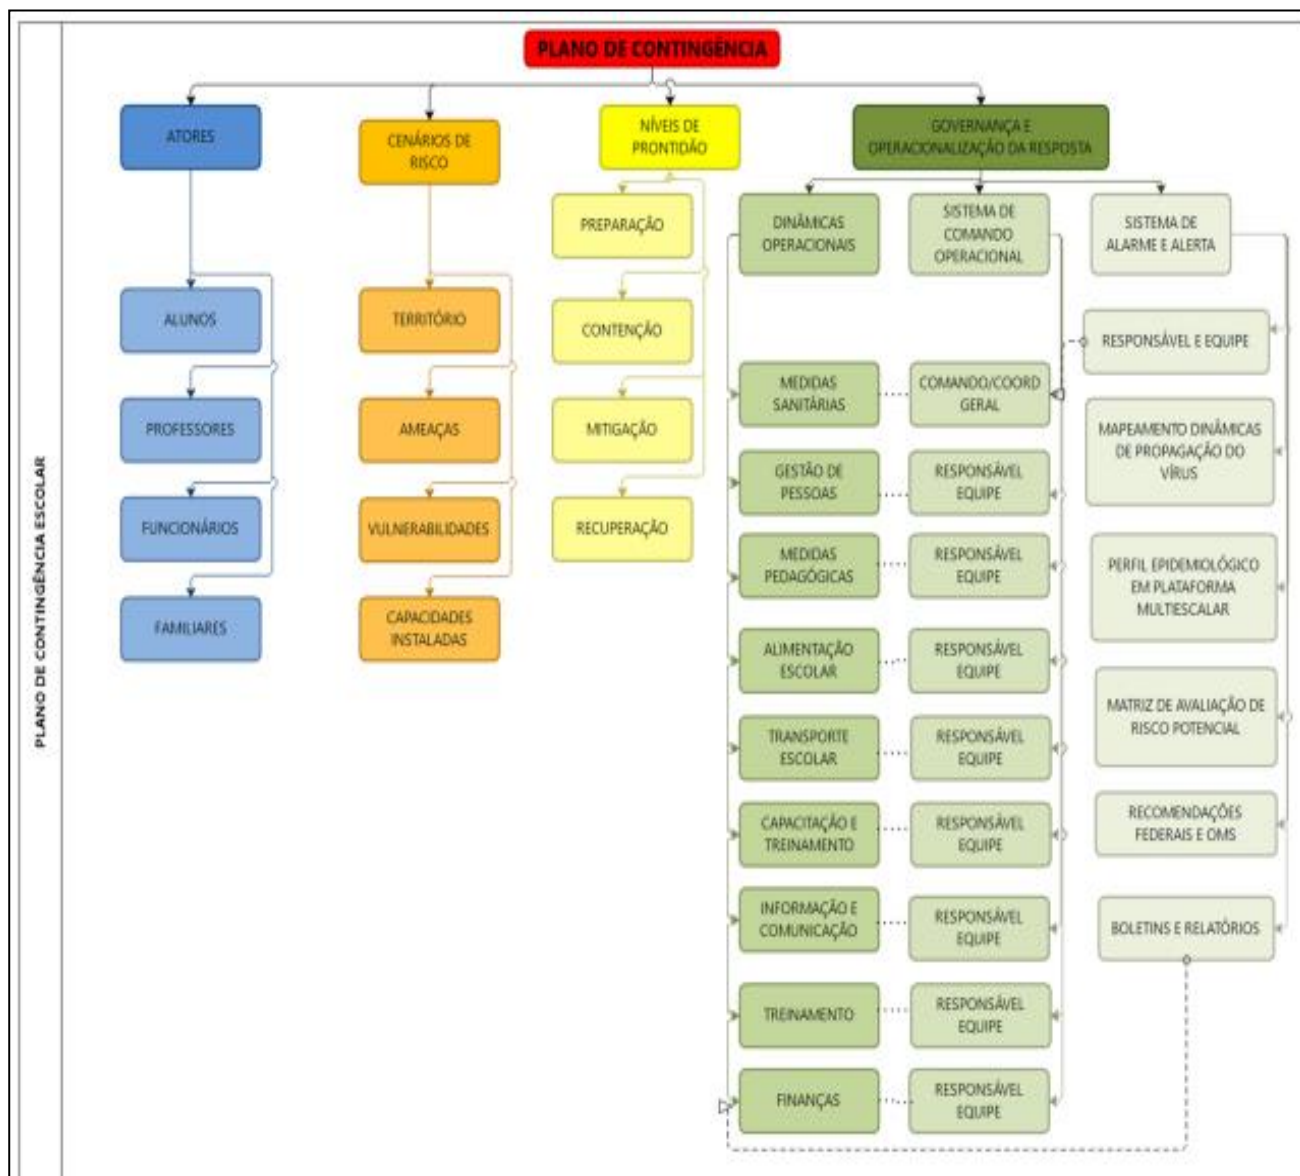 PLANO DE CONTINGÊNCIA ESCOLAR
PLANO DE CONTINGÊNCIA
ATORES
ALUNOS
PROFESSORES
FUNCIONÁRIOS
FAMILIARES
CENÁRIOS DE
RISCO
TERRITÓRIO
AMEAÇAS
VULNERABILIDADES
CAPACIDADES
INSTALADAS
NÍVEIS DE
PRONTIDÃO
PREPARAÇÃO
CONTENÇÃO
MITIGAÇÃO
RECUPERAÇÃO
GOVERNANÇA E
OPERACIONALIZAÇÃO DA RESPOSTA
DINÂMICAS
OPERACIONAIS
MEDIDAS
SANITÁRIAS
GESTÃO DE
PESSOAS
MEDIDAS
PEDAGÓGICAS
ALIMENTAÇÃO
ESCOLAR
TRANSPORTE
ESCOLAR
CAPACITAÇÃO E
TREINAMENTO
INFORMAÇÃO E
COMUNICAÇÃO
TREINAMENTO
FINANÇAS
SISTEMA DE
COMANDO
OPERACIONAL
COMANDO/COORD
GERAL
RESPONSÁVEL
EQUIPE
RESPONSÁVEL
EQUIPE
RESPONSÁVEL
EQUIPE
RESPONSÁVEL
EQUIPE
RESPONSÁVEL
EQUIPE
RESPONSÁVEL
EQUIPE
RESPONSÁVEL
EQUIPE
RESPONSÁVEL
EQUIPE
SISTEMA DE
ALARME E ALERTA
RESPONSÁVEL E EQUIPE
MAPEAMENTO DINÂMICAS
DE PROPAGAÇÃO DO
VÍRUS
PERFIL EPIDEMIOLÓGICO
EM PLATAFORMA
MULTIESCALAR
MATRIZ DE AVALIAÇÃO DE
RISCO POTENCIAL
RECOMENDAÇÕES
FEDERAIS E OMS
BOLETINS E RELATÓRIOS